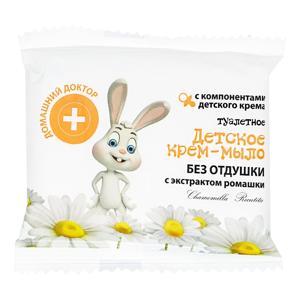 ДОМАШНИЙ ДОКТОР
с компонентами
детского крема
туалетное
Детское
крем-мыло
БЕЗ ОТДУШКИ
с экстрактом ромашки
Chamomilla Recutita